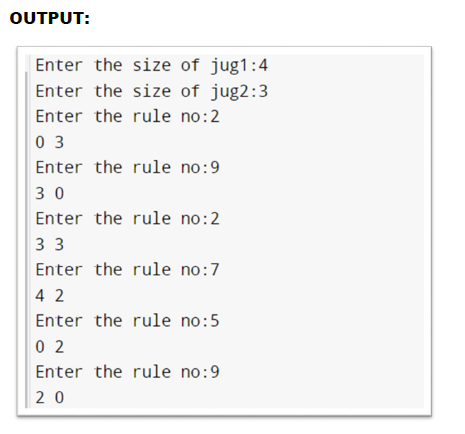 OUTPUT:
Enter the size of jug1:4
Enter the size of jug2:3
Enter the rule no:2
0 3
Enter the rule no:9
3 0
Enter the rule no:2
3 3
Enter the rule no:7
4 2
Enter the rule no:5
0 2
Enter the rule no:9
2 0